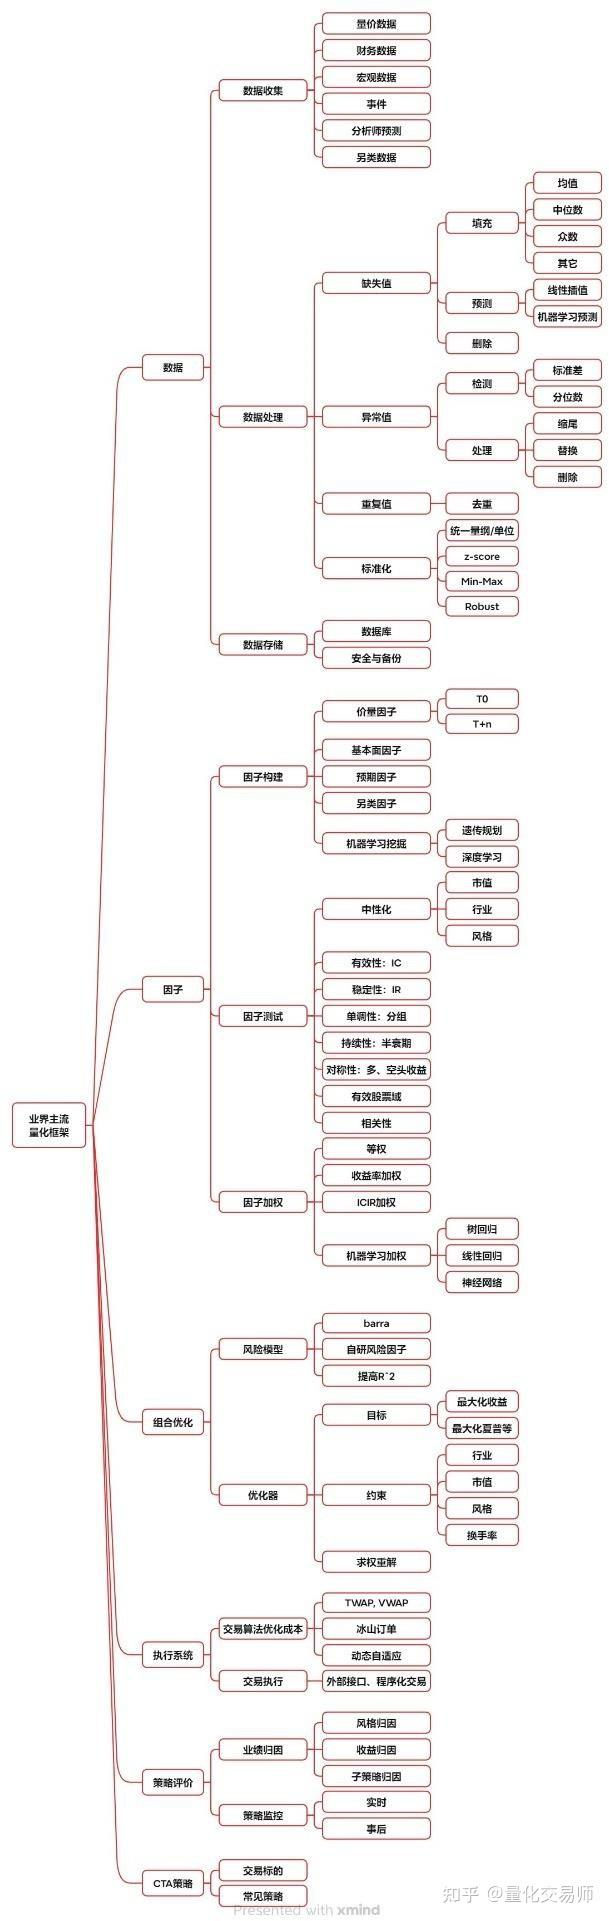 业界主流
量化框架
数据
数据收集
量价数据
财务数据
宏观数据
事件
分析师预测
另类数据
数据处理
缺失值
填充
均值
中位数
众数
其它
预测
线性插值
机器学习预测
删除
异常值
检测
标准差
分位数
处理
缩尾
替换
删除
重复值
去重
标准化
统一量纲/单位
z-score
Min-Max
Robust
数据存储
数据库
安全与备份
因子
因子构建
价量因子
T0
T+n
基本面因子
预期因子
另类因子
机器学习挖掘
遗传规划
深度学习
因子测试
中性化
市值
行业
风格
有效性：IC
稳定性：IR
单调性：分组
持续性：半衰期
对称性：多、空头收益
有效股票域
相关性
因子加权
等权
收益率加权
ICIR加权
机器学习加权
树回归
线性回归
神经网络
组合优化
风险模型
barra
自研风险因子
提高R^2
优化器
目标
最大化收益
最大化夏普等
约束
行业
市值
风格
换手率
求权重解
执行系统
交易算法优化成本
TWAP, VWAP
冰山订单
动态自适应
交易执行
外部接口、程序化交易
策略评价
业绩归因
风格归因
收益归因
子策略归因
策略监控
实时
事后
CTA策略
交易标的
常见策略
知乎 @量化交易师
Presented with xmind